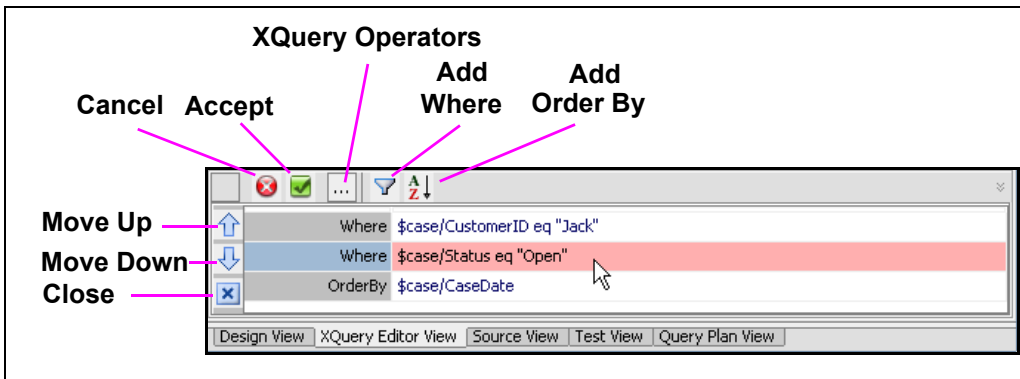 XQuery Operators
Add
Where
Add
Order By
Cancel
Accept
...
A
Z
Move Up
Where $case/CustomerID eq "Jack"
Move Down
Where $case/Status eq "Open"
Close
OrderBy $case/CaseDate
Design View XQuery Editor View Source View Test View Query Plan View